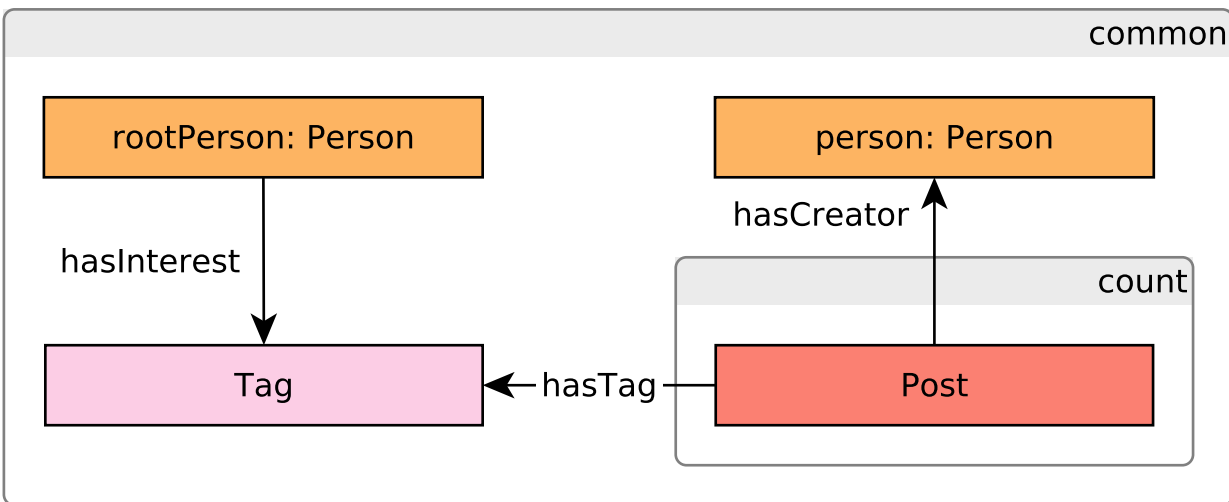 common
rootPerson: Person
person: Person
hasCreator
hasInterest
count
Tag
hasTag
Post